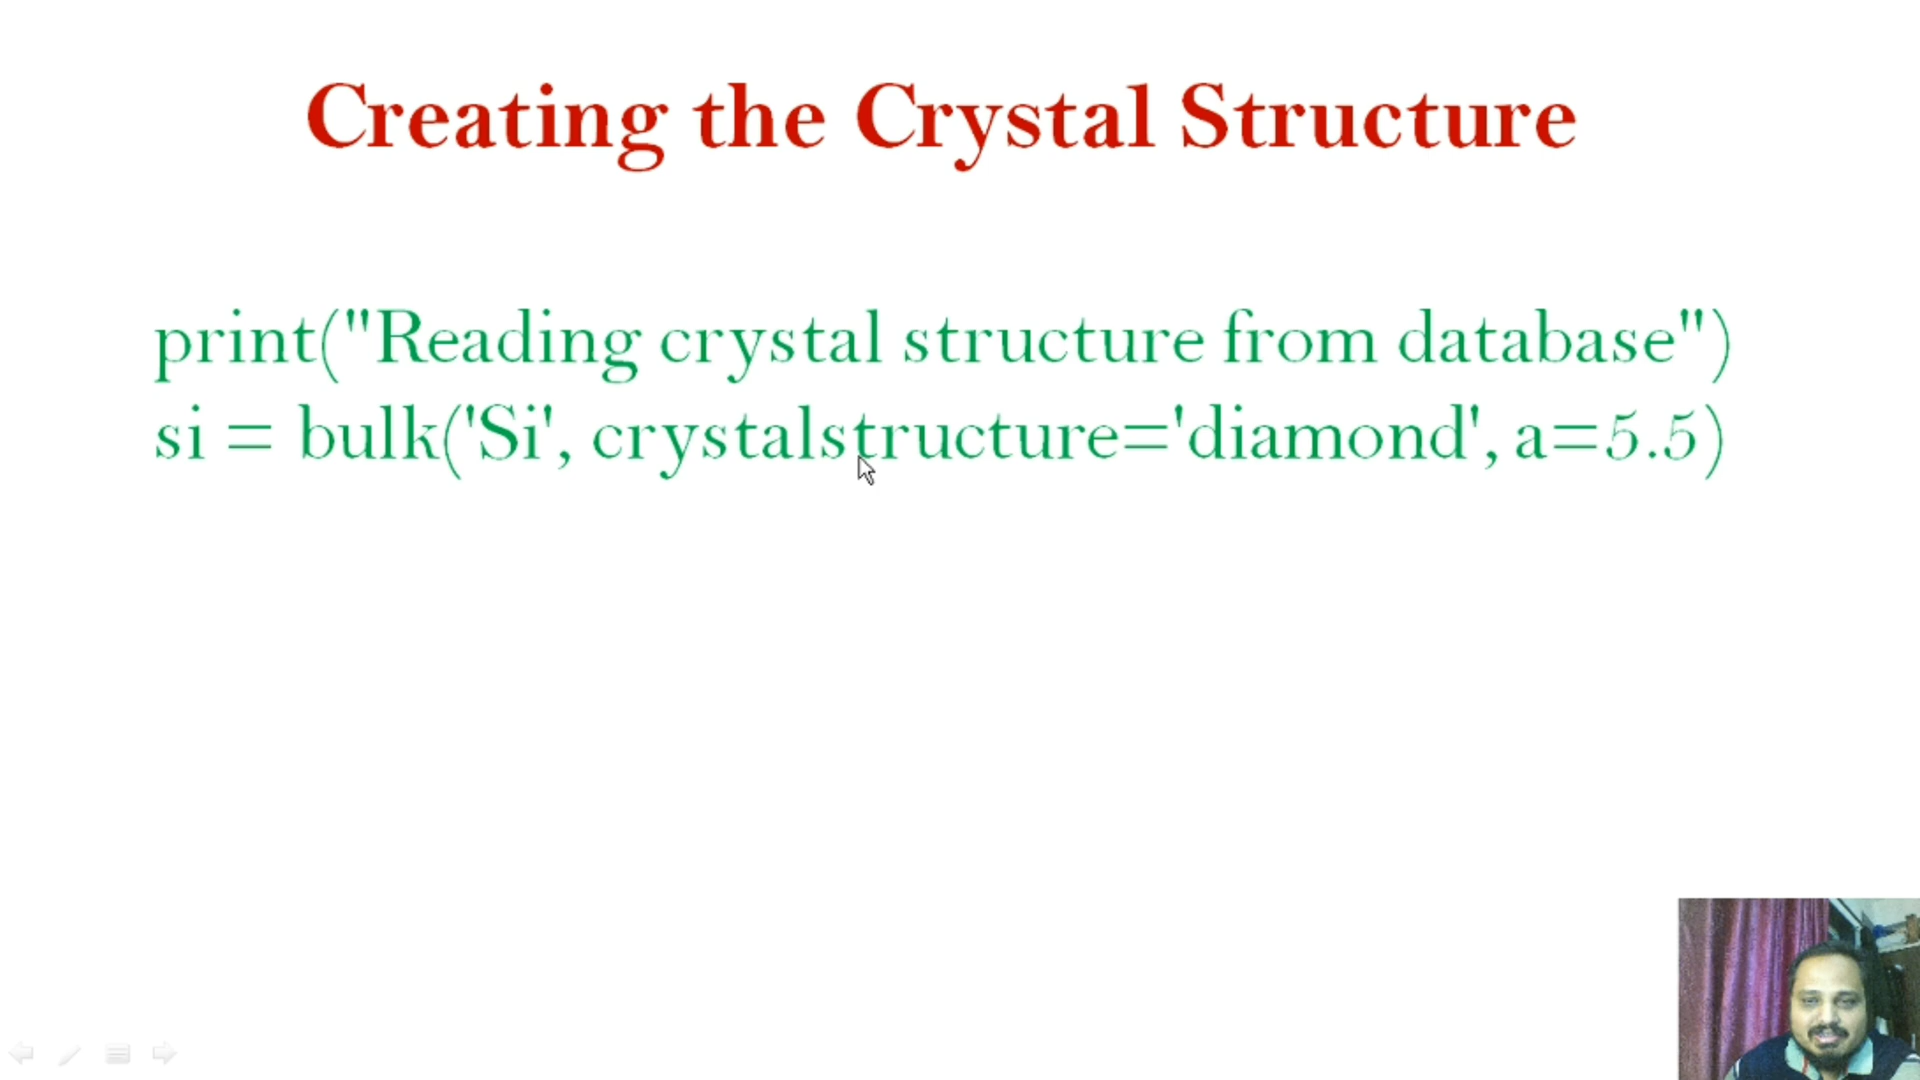 Creating the Crystal Structure
print("Reading crystal structure from database")
si = bulk('Si', crystalstructure='diamond', a=5.5)